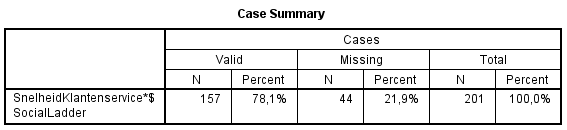 Case Summary
Cases
Valid Missing Total
N Percent N Percent N Percent
SnelheidKlantenservice*$
SocialLadder 157 78,1% 44 21,9% 201 100,0%